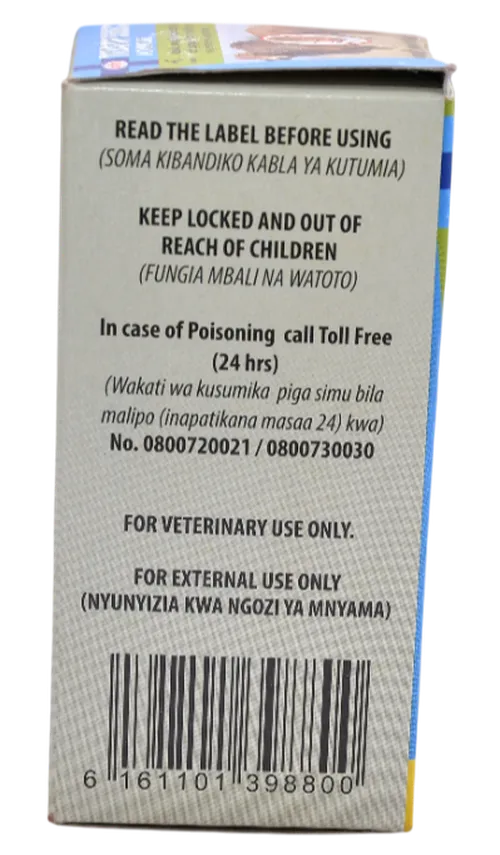 READ THE LABEL BEFORE USING
(SOMA KIBANDIKO KABLA YA KUTUMIA)
KEEP LOCKED AND OUT OF
REACH OF CHILDREN
(FUNGIA MBALI NA WATOTO)
In case of Poisoning call Toll Free
(24 hrs)
(Wakati wa kusumika piga simu bila
malipo (inapatikana masaa 24) kwa)
No. 0800720021 / 0800730030
FOR VETERINARY USE ONLY.
FOR EXTERNAL USE ONLY
(NYUNYIZIA KWA NGOZI YA MNYAMA)
6 161101 398800